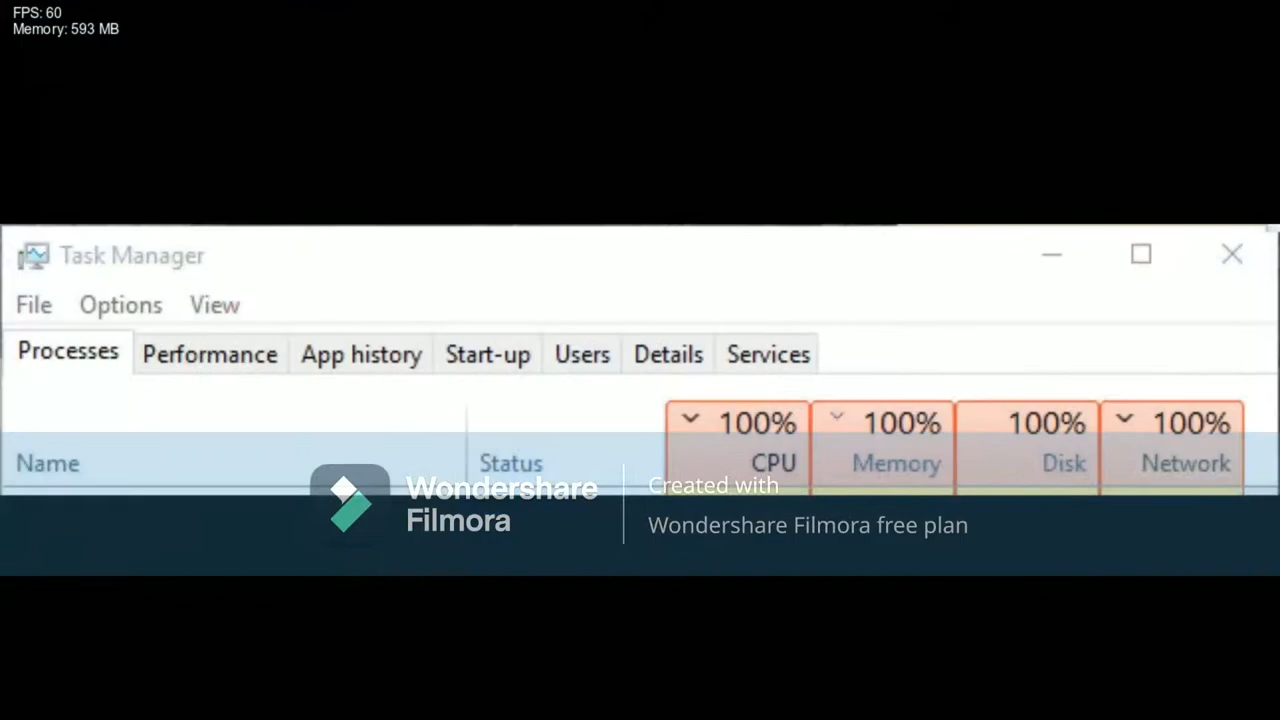 FPS: 60
Memory: 593 MB
Task Manager
File Options View
Processes Performance App history Start-up Users Details Services
100% 100% 100% 100%
Name Status CPU Memory Disk Network
Wondershare
Filmora
Created with
Wondershare Filmora free plan